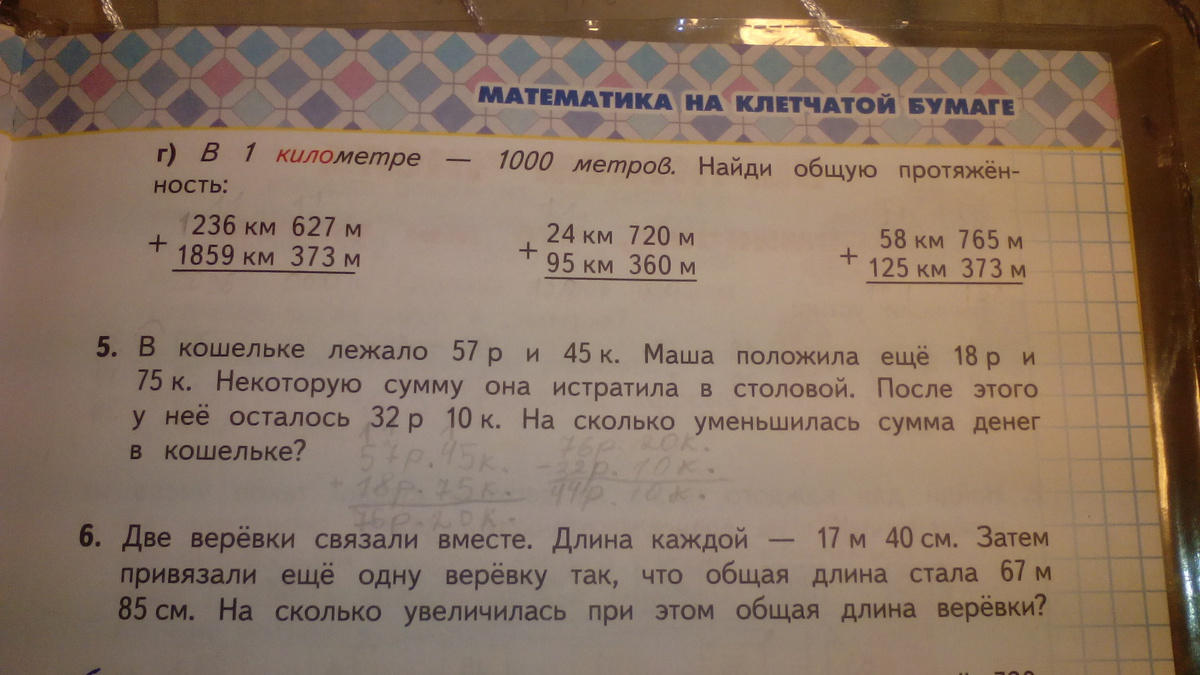 МАТЕМАТИКА НА КЛЕТЧАТОЙ БУМАГЕ
г) В 1 километре — 1000 метров. Найди общую протяжён-
ность:
+ 236 км 627 м
1859 км 373 м
+ 24 км 720 м
95 км 360 м
+ 58 км 765 м
125 км 373 м
5. В кошельке лежало 57 р и 45 к. Маша положила ещё 18 р и
75 к. Некоторую сумму она истратила в столовой. После этого
у неё осталось 32 р 10 к. На сколько уменьшилась сумма денег
в кошельке?
57р. 45к.
+ 18р. 75к.
76р. 20к.
76р. 20к.
- 32р. 10к.
44р. 10к.
6. Две верёвки связали вместе. Длина каждой — 17 м 40 см. Затем
привязали ещё одну верёвку так, что общая длина стала 67 м
85 см. На сколько увеличилась при этом общая длина верёвки?